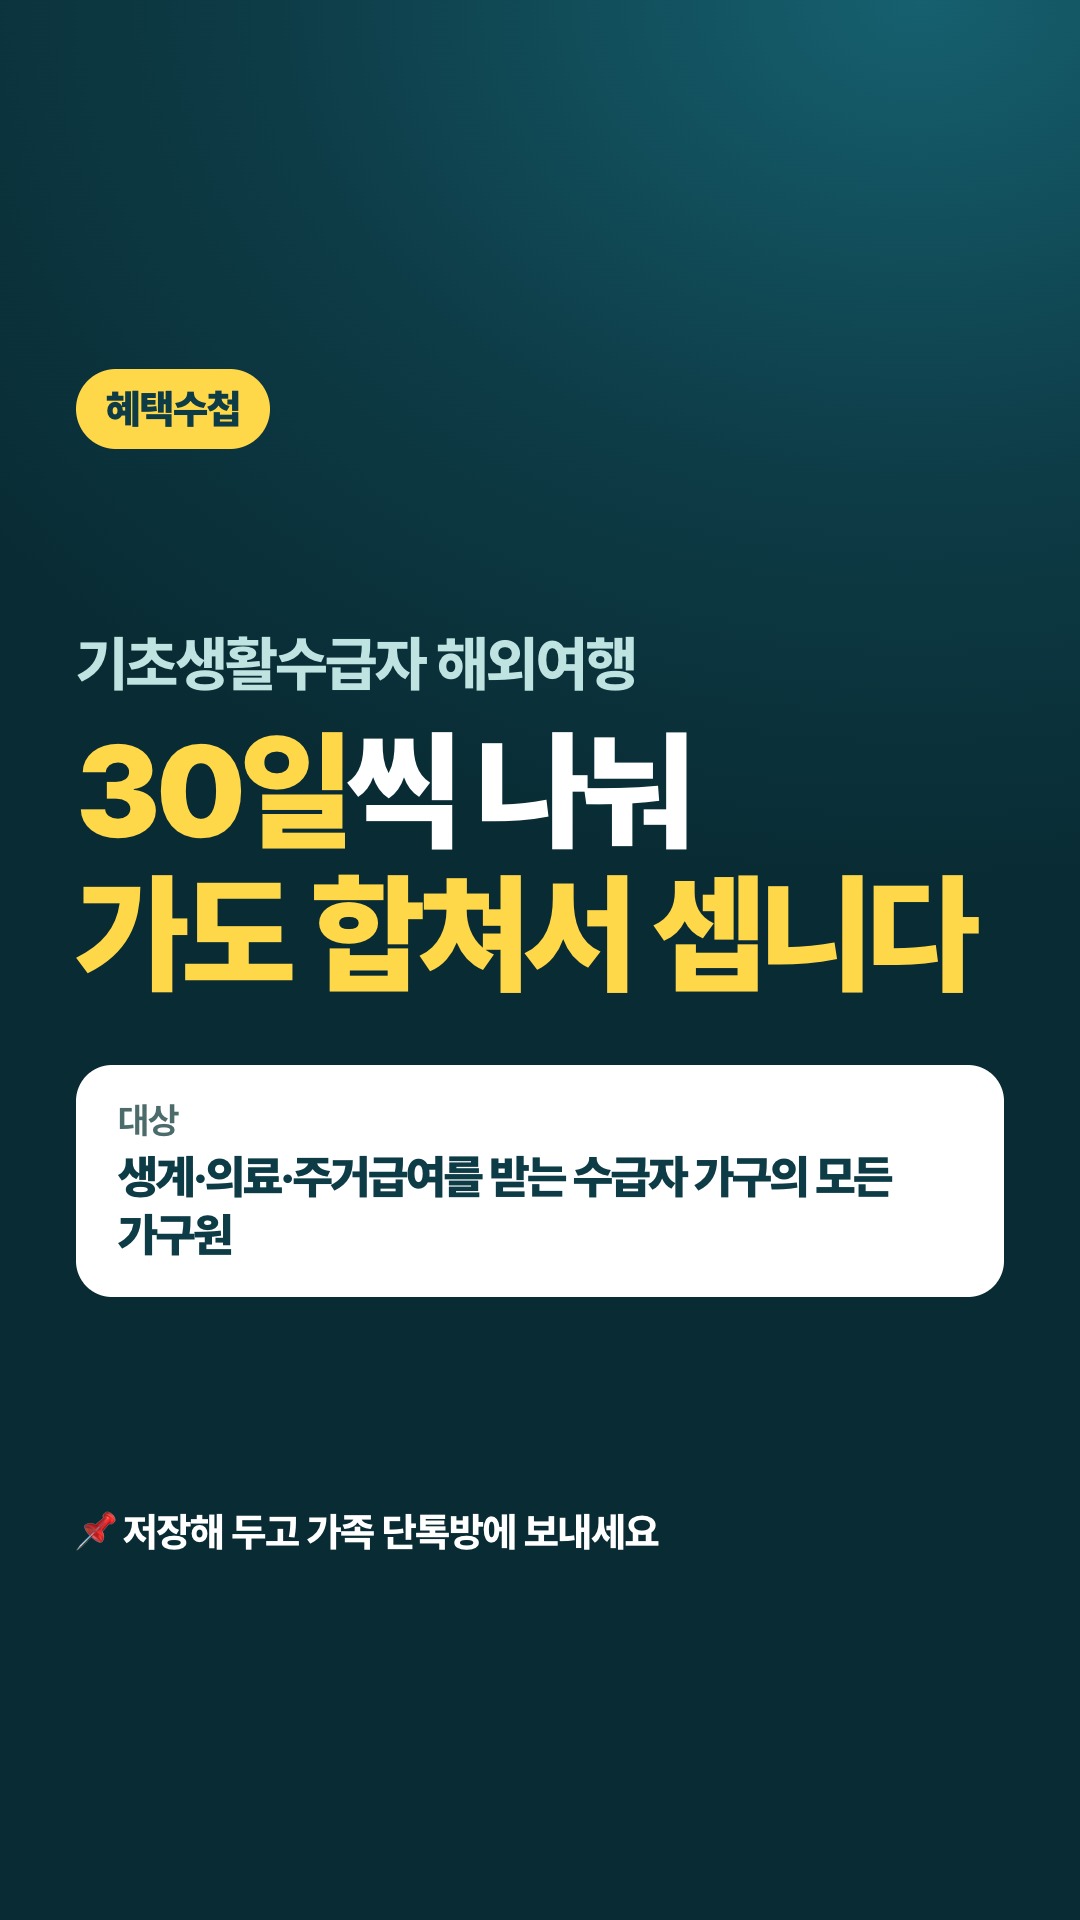 혜택수첩
기초생활수급자 해외여행
30일씩 나눠
가도 합쳐서 셉니다
대상
생계·의료·주거급여를 받는 수급자 가구의 모든
가구원
📌 저장해 두고 가족 단톡방에 보내세요